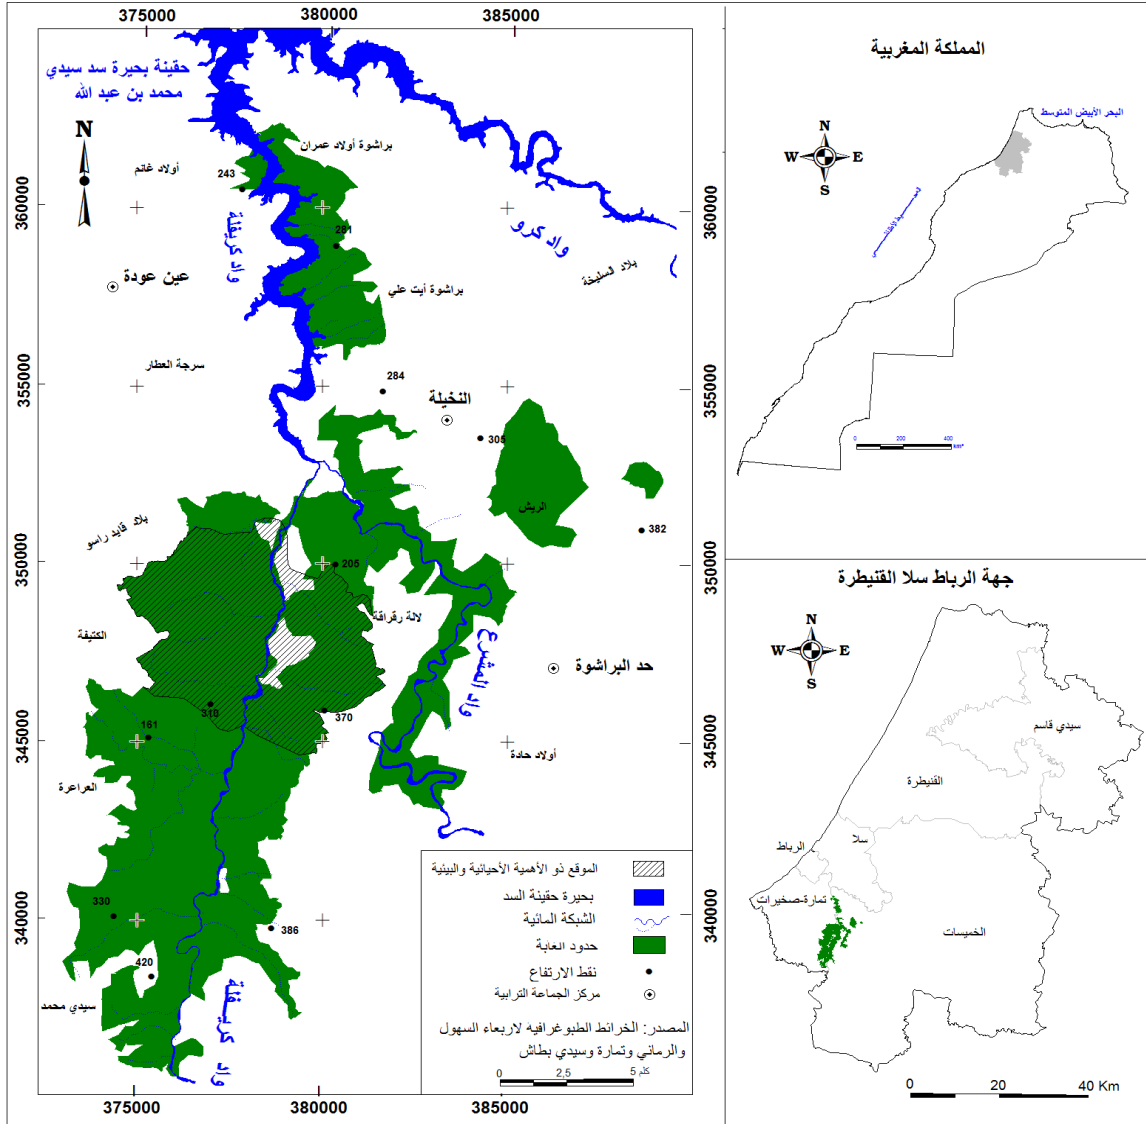 375000
380000
385000
حقينة بحيرة سد سيدي
محمد بن عبد الله
N
براشوة أولاد عمران
أولاد غانم
243
360000
360000
واد كريفلة
281
واد كرو
بلاد السليخة
عين عودة
براشوة أيت علي
سرجة العطار
355000
355000
284
النخيلة
305
الريش
382
بلاد قايد راسو
350000
350000
205
لالة رقراقة
الكتيفة
واد المشرع
حد البراشوة
310
370
161
345000
345000
أولاد حادة
العراعرة
330
340000
340000
386
420
سيدي محمد
واد كريفلة
الموقع ذو الأهمية الأحيائية والبيئية
بحيرة حقينة السد
الشبكة المائية
حدود الغابة
نقط الارتفاع
مركز الجماعة الترابية
المصدر: الخرائط الطبوغرافيه لاربعاء السهول
والرماني وتمارة وسيدي بطاش
0 2,5 5 كلم
375000
380000
385000
المملكة المغربية
البحر الأبيض المتوسط
N
W E
S
0 200 400
km*
جهة الرباط سلا القنيطرة
N
W E
S
سيدي قاسم
القنيطرة
سلا
الرباط
تمارة-صخيرات
الخميسات
0 20 40 Km